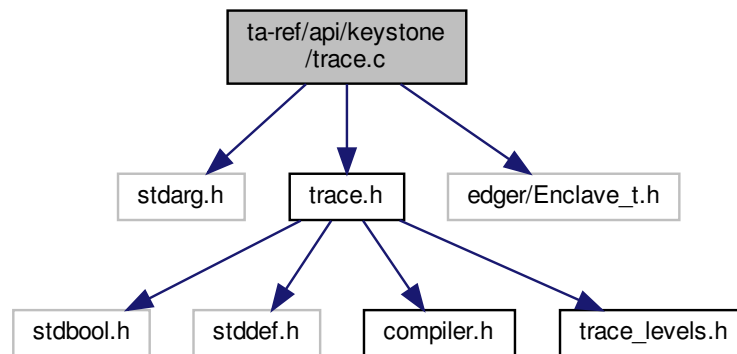 ta-ref/api/keystone
/trace.c
stdarg.h
trace.h
edger/Enclave_t.h
stdbool.h
stddef.h
compiler.h
trace_levels.h